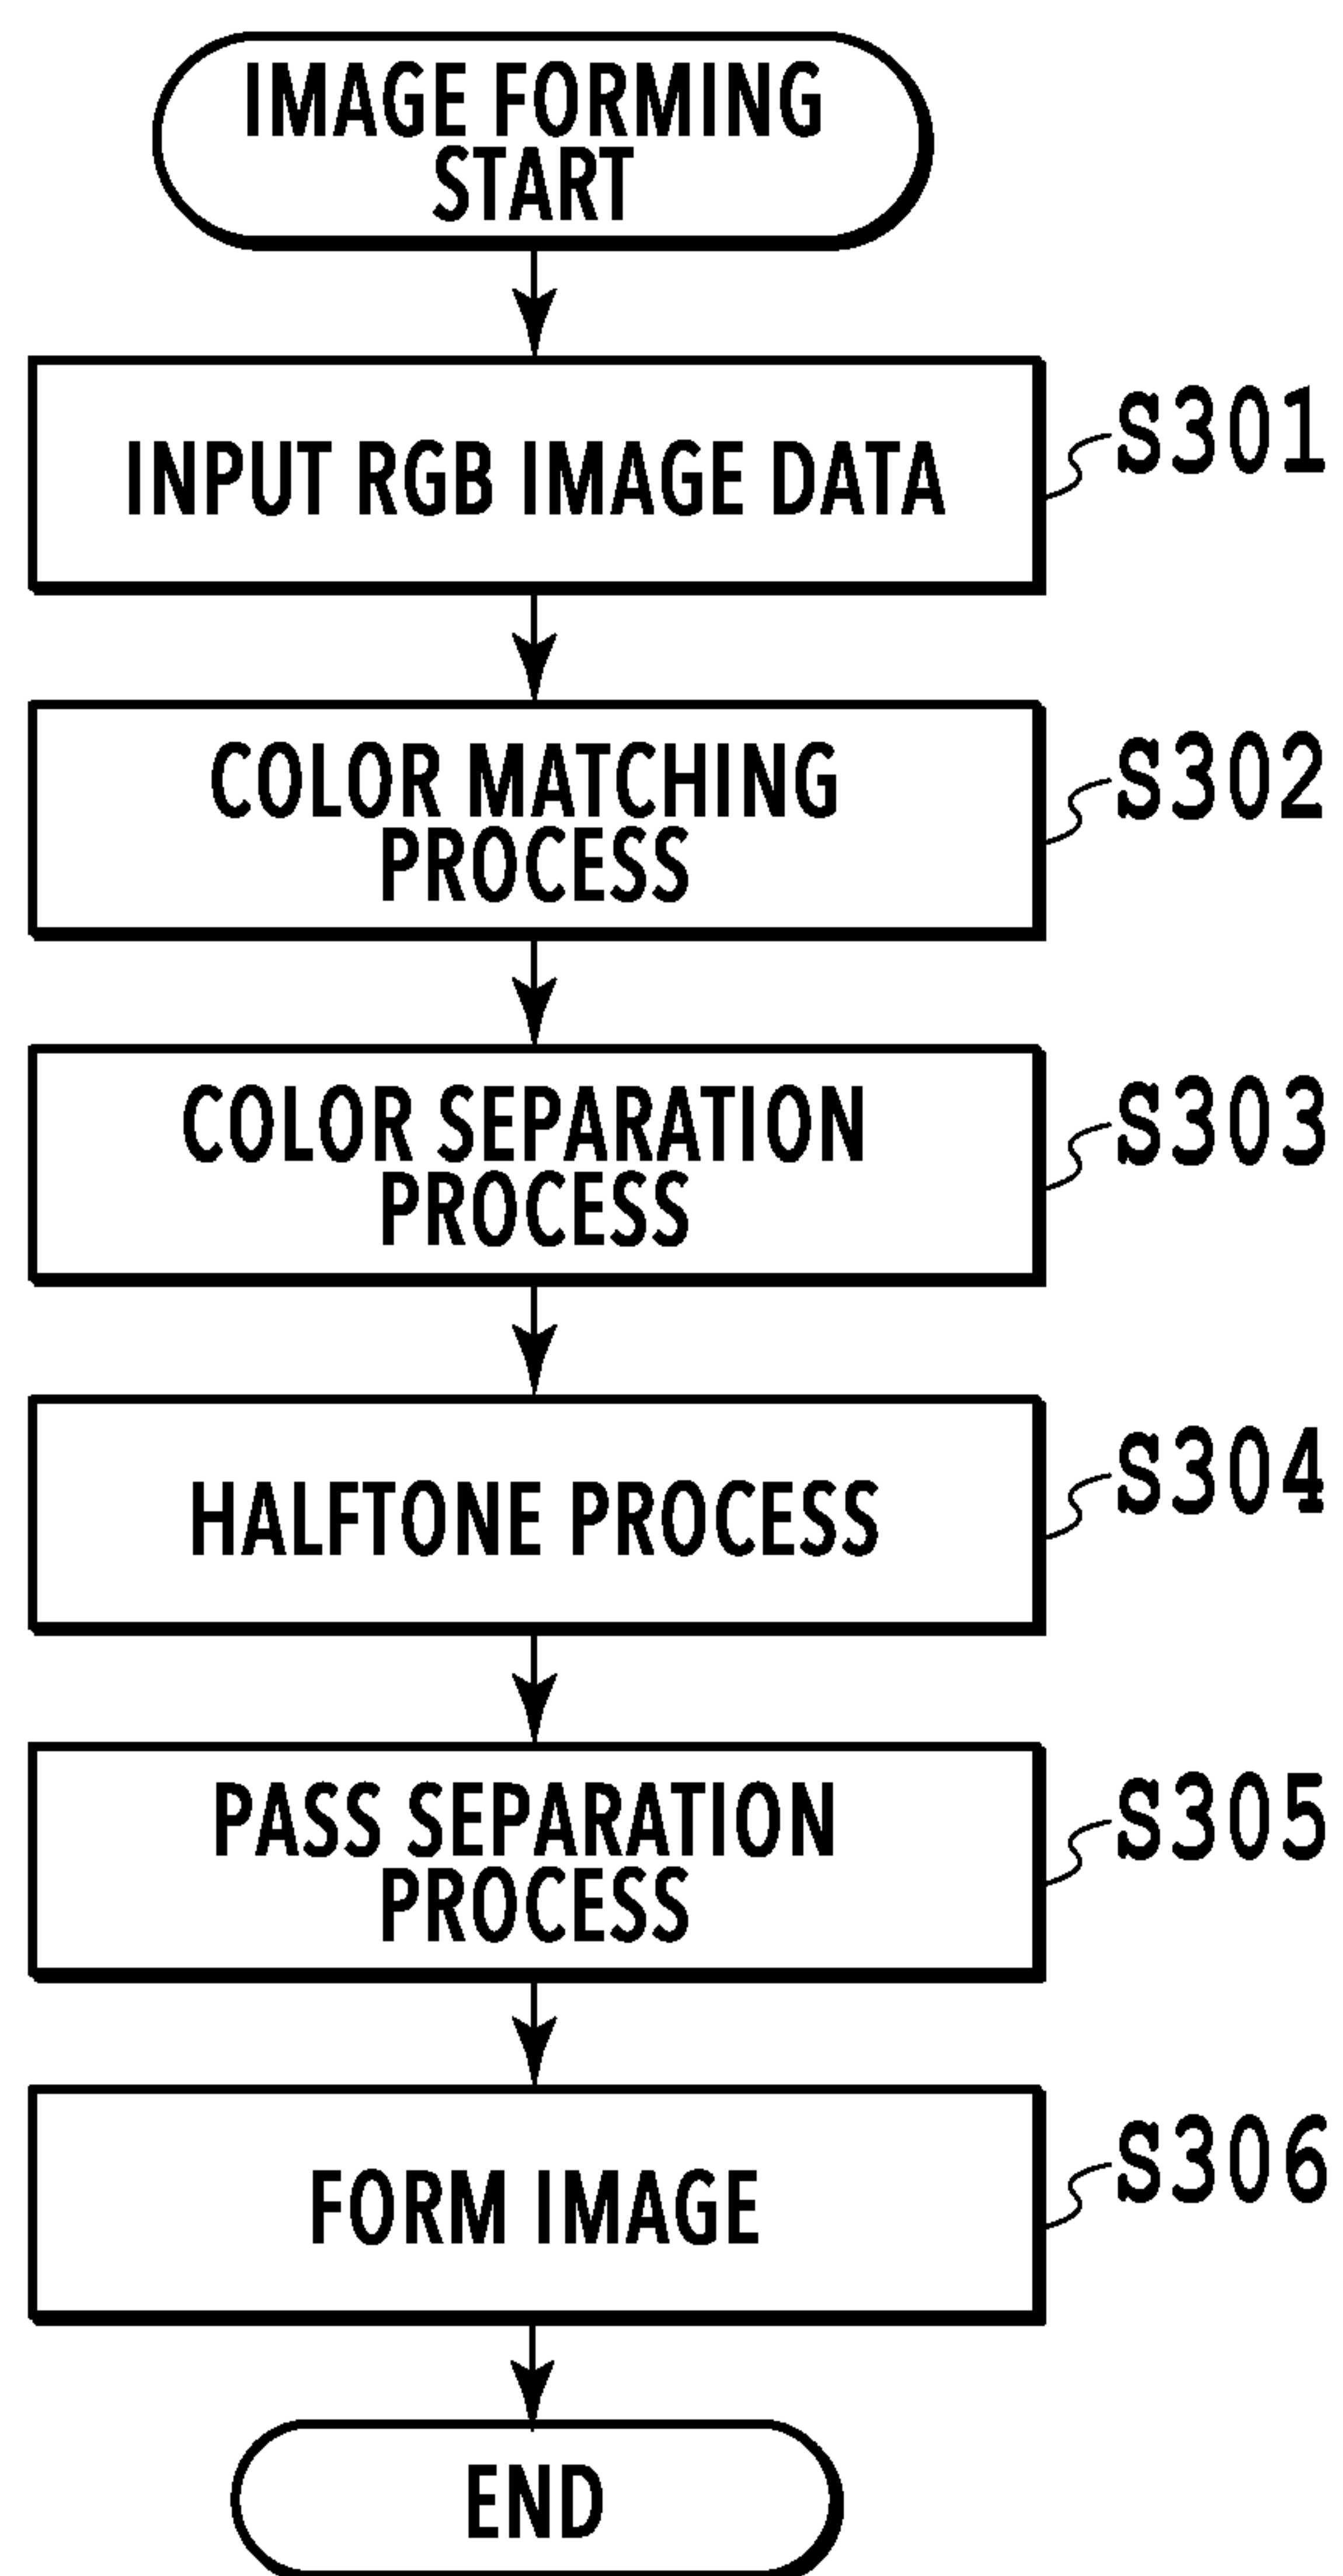 IMAGE FORMING
START
INPUT RGB IMAGE DATA
S301
COLOR MATCHING
PROCESS
S302
COLOR SEPARATION
PROCESS
S303
HALFTONE PROCESS
S304
PASS SEPARATION
PROCESS
S305
FORM IMAGE
S306
END